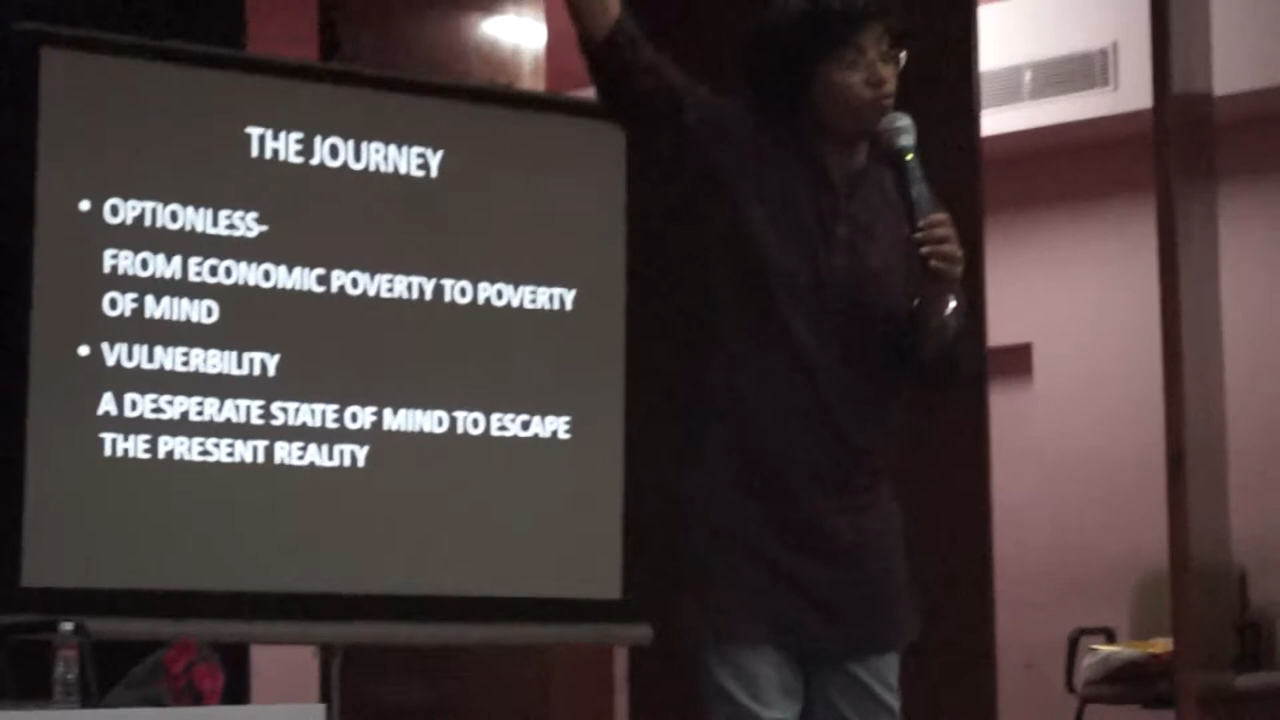 THE JOURNEY
• OPTIONLESS-
FROM ECONOMIC POVERTY TO POVERTY
OF MIND
• VULNERBILITY
A DESPERATE STATE OF MIND TO ESCAPE
THE PRESENT REALITY